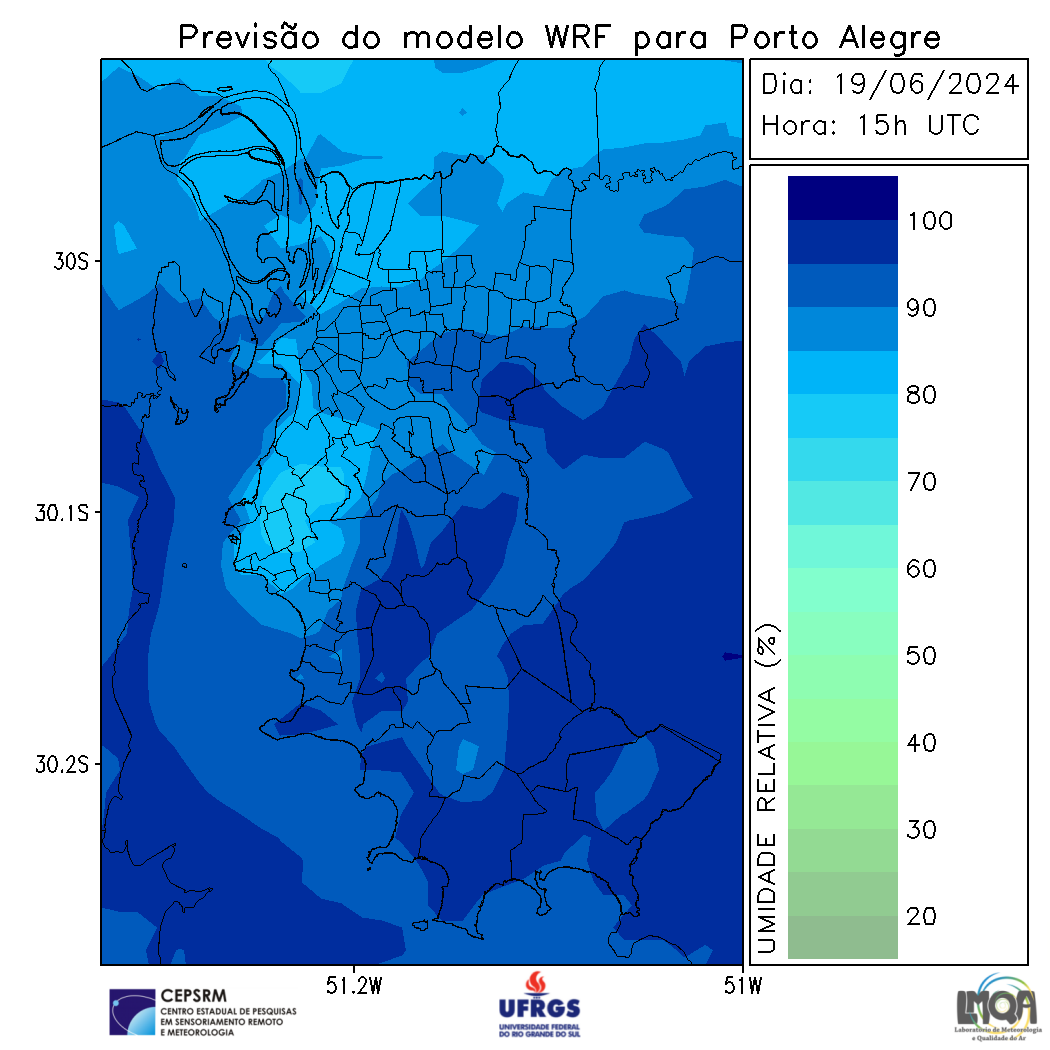 Previsão do modelo WRF para Porto Alegre
Dia: 19/06/2024
Hora: 15h UTC
30S
30.1S
30.2S
51.2W
51W
UMIDADE RELATIVA (%)
100
90
80
70
60
50
40
30
20
CEPSRM
CENTRO ESTADUAL DE PESQUISAS
EM SENSORIAMENTO REMOTO
E METEOROLOGIA
UFRGS
UNIVERSIDADE FEDERAL
DO RIO GRANDE DO SUL
LMQA
Laboratório de Meteorologia
e Qualidade do Ar